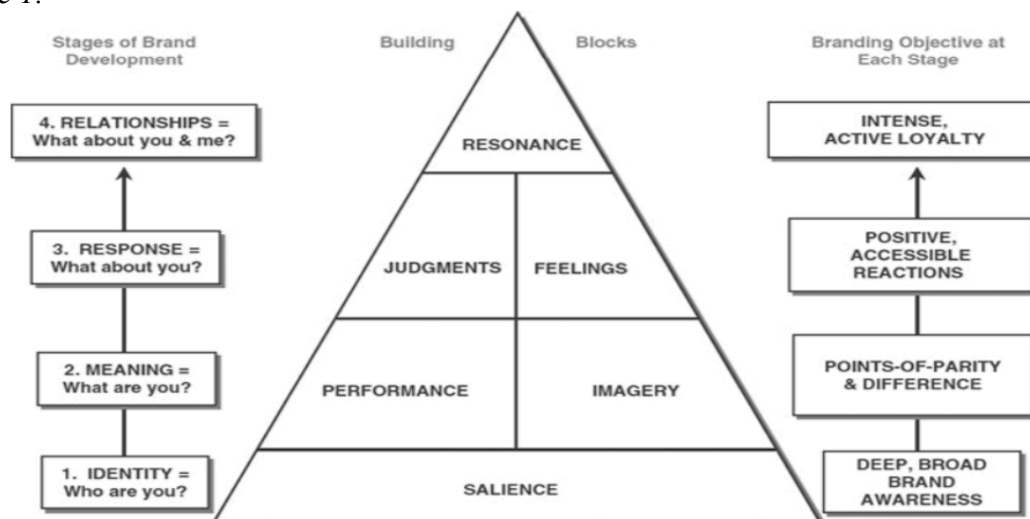 Stages of Brand
Development
Building
Blocks
Branding Objective at
Each Stage
4. RELATIONSHIPS =
What about you & me?
RESONANCE
INTENSE,
ACTIVE LOYALTY
3. RESPONSE =
What about you?
JUDGMENTS
FEELINGS
POSITIVE,
ACCESSIBLE
REACTIONS
2. MEANING =
What are you?
PERFORMANCE
IMAGERY
POINTS-OF-PARITY
& DIFFERENCE
1. IDENTITY =
Who are you?
SALIENCE
DEEP, BROAD
BRAND
AWARENESS